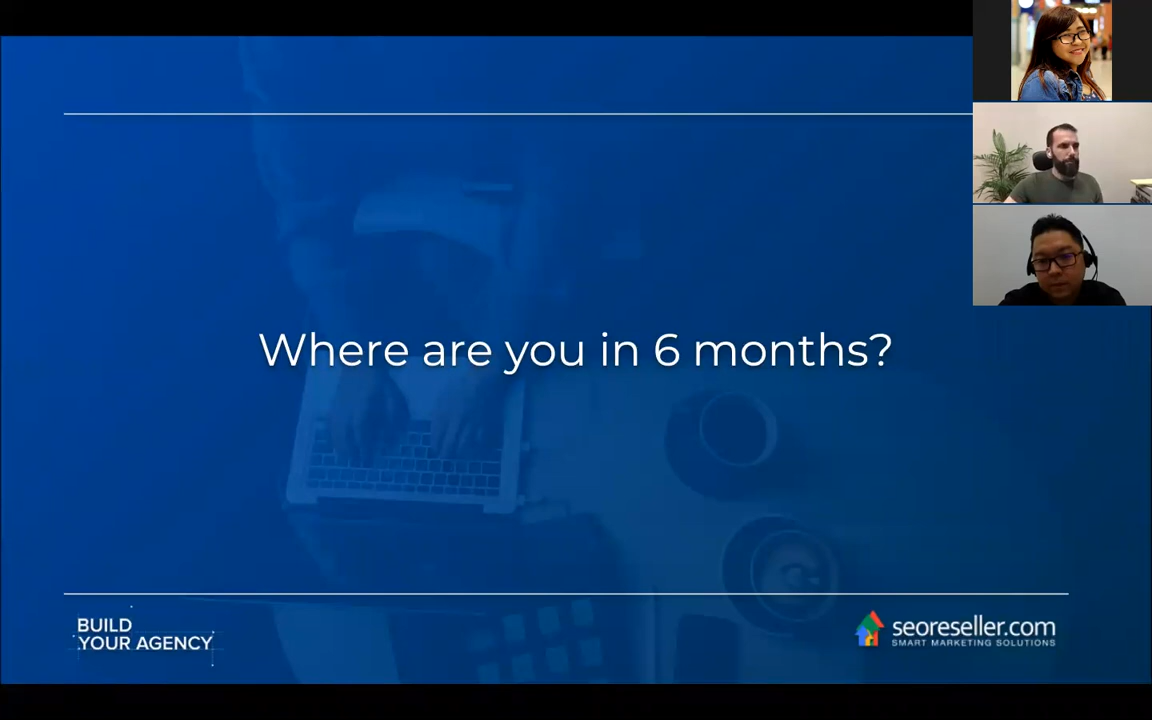 Where are you in 6 months?
BUILD
YOUR AGENCY
seoreseller.com
SMART MARKETING SOLUTIONS